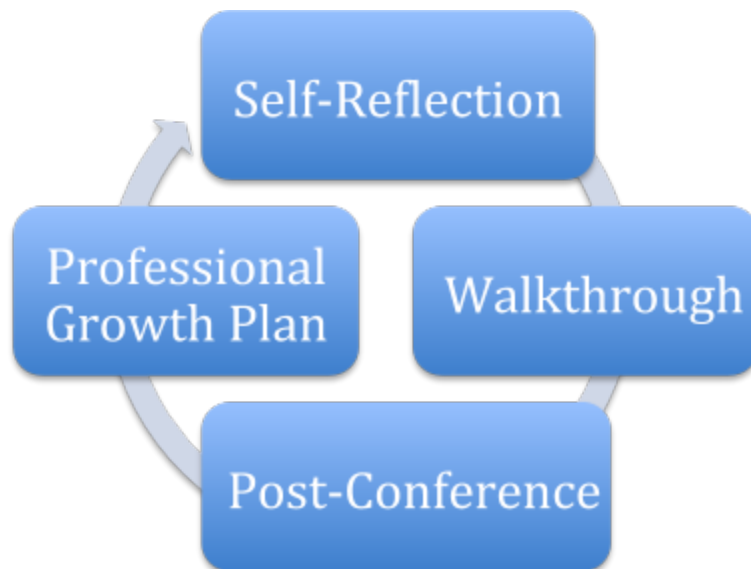 Self-Reflection
Walkthrough
Post-Conference
Professional
Growth Plan